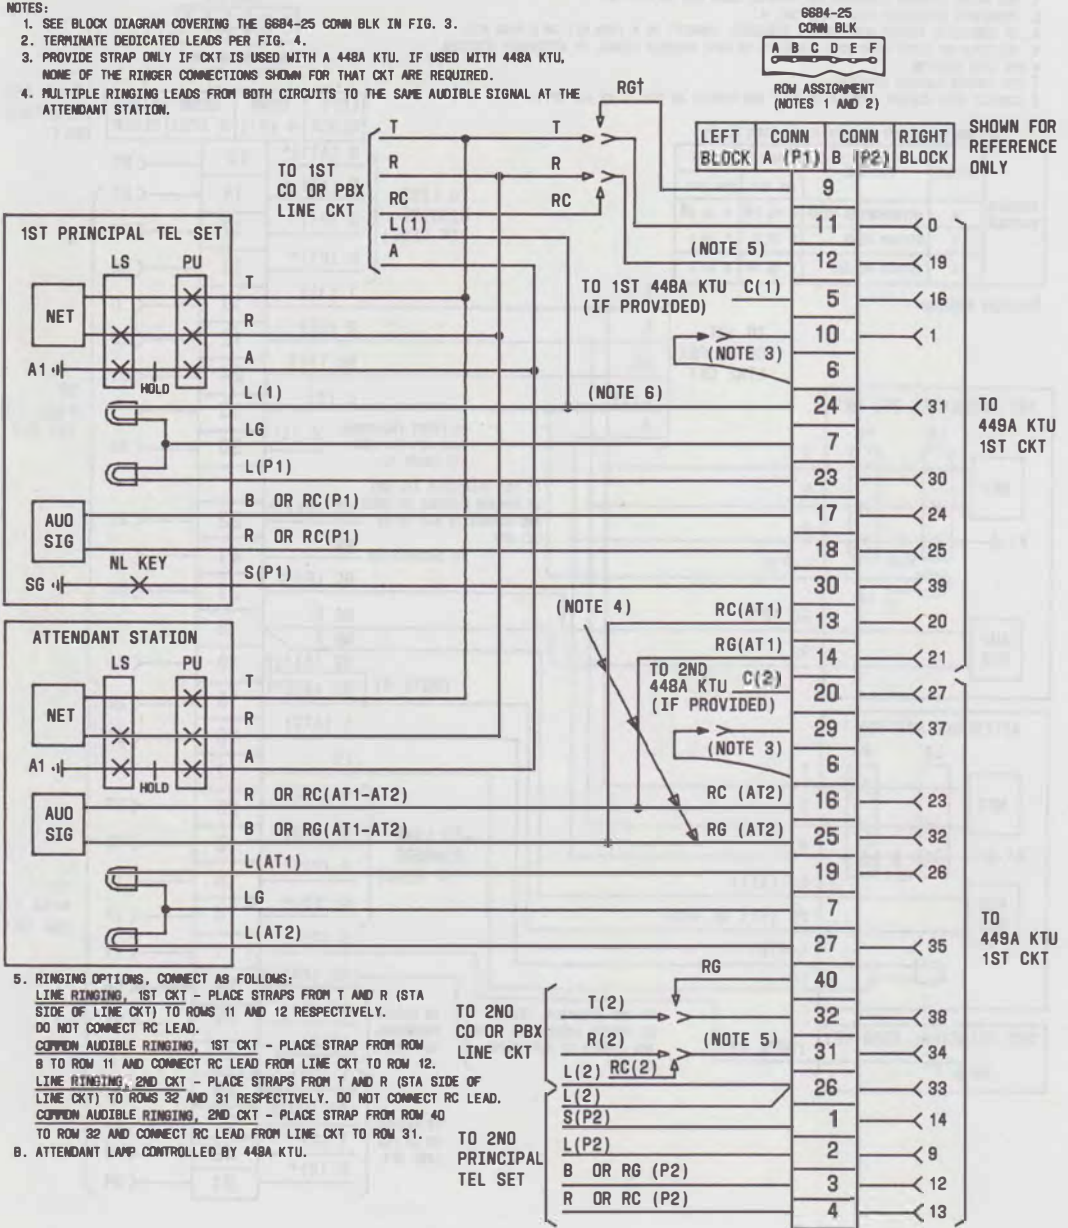 NOTES:
1. SEE BLOCK DIAGRAM COVERING THE 66B4-25 CONN BLK IN FIG. 3.
2. TERMINATE DEDICATED LEADS PER FIG. 4.
3. PROVIDE STRAP ONLY IF CKT IS USED WITH A 448A KTU. IF USED WITH 448A KTU,
NONE OF THE RINGER CONNECTIONS SHOWN FOR THAT CKT ARE REQUIRED.
4. MULTIPLE RINGING LEADS FROM BOTH CIRCUITS TO THE SAME AUDIBLE SIGNAL AT THE
ATTENDANT STATION.
66B4-25
CONN BLK
A B C D E F
ROW ASSIGNMENT
(NOTES 1 AND 2)
LEFT BLOCK
CONN A (P1)
CONN B (P2)
RIGHT BLOCK
SHOWN FOR
REFERENCE
ONLY
RG†
TO 1ST
CO OR PBX
LINE CKT
T T
R R
RC RC
L(1)
A
(NOTE 5)
TO 1ST 448A KTU
(IF PROVIDED)
C(1)
(NOTE 3)
(NOTE 6)
9
11 0
12 19
5 16
10 1
6
24 31
7
23 30
17 24
18 25
30 39
13 20
14 21
TO
449A KTU
1ST CKT
1ST PRINCIPAL TEL SET
LS PU
NET
T
R
A1 A
HOLD
L(1)
LG
L(P1)
AUD
SIG
B OR RC(P1)
R OR RC(P1)
NL KEY
SG S(P1)
(NOTE 4)
RC(AT1)
RG(AT1)
TO 2ND
448A KTU C(2)
(IF PROVIDED)
(NOTE 3)
RC (AT2)
RG (AT2)
ATTENDANT STATION
LS PU
NET
T
R
A1 A
HOLD
AUD
SIG
R OR RC(AT1-AT2)
B OR RG(AT1-AT2)
L(AT1)
LG
L(AT2)
20 27
29 37
6
16 23
25 32
19 26
7
27 35
40
32 38
31 34
26 33
1 14
2 9
3 12
4 13
TO
449A KTU
1ST CKT
5. RINGING OPTIONS, CONNECT AS FOLLOWS:
LINE RINGING, 1ST CKT - PLACE STRAPS FROM T AND R (STA
SIDE OF LINE CKT) TO ROWS 11 AND 12 RESPECTIVELY.
DO NOT CONNECT RC LEAD.
COMMON AUDIBLE RINGING, 1ST CKT - PLACE STRAP FROM ROW
B TO ROW 11 AND CONNECT RC LEAD FROM LINE CKT TO ROW 12.
LINE RINGING, 2ND CKT - PLACE STRAPS FROM T AND R (STA SIDE OF
LINE CKT) TO ROWS 32 AND 31 RESPECTIVELY. DO NOT CONNECT RC LEAD.
COMMON AUDIBLE RINGING, 2ND CKT - PLACE STRAP FROM ROW 40
TO ROW 32 AND CONNECT RC LEAD FROM LINE CKT TO ROW 31.
B. ATTENDANT LAMP CONTROLLED BY 449A KTU.
TO 2ND
CO OR PBX
LINE CKT
RG
T(2)
R(2)
(NOTE 5)
L(2) RC(2)
L(2)
S(P2)
L(P2)
TO 2ND
PRINCIPAL
TEL SET
B OR RG (P2)
R OR RC (P2)